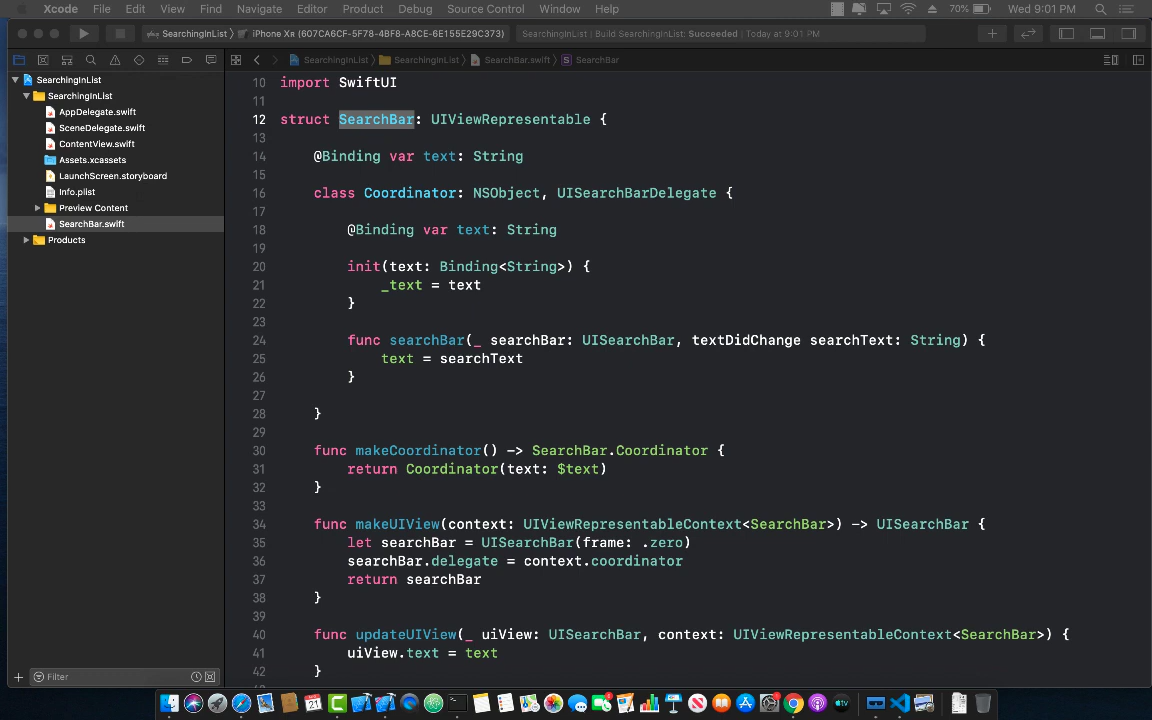 Xcode File Edit View Find Navigate Editor Product Debug Source Control Window Help 70% Wed 9:01 PM
SearchingInList iPhone Xʀ (607CA6CF-5F78-4BF8-A8CE-6E155E29C373) SearchingInList | Build SearchingInList: Succeeded | Today at 9:01 PM
SearchingInList SearchingInList SearchBar.swift S SearchBar
SearchingInList
SearchingInList
AppDelegate.swift
SceneDelegate.swift
ContentView.swift
Assets.xcassets
LaunchScreen.storyboard
Info.plist
Preview Content
SearchBar.swift
Products
Filter
10 import SwiftUI
11
12 struct SearchBar: UIViewRepresentable {
13
14 @Binding var text: String
15
16 class Coordinator: NSObject, UISearchBarDelegate {
17
18 @Binding var text: String
19
20 init(text: Binding<String>) {
21 _text = text
22 }
23
24 func searchBar(_ searchBar: UISearchBar, textDidChange searchText: String) {
25 text = searchText
26 }
27
28 }
29
30 func makeCoordinator() -> SearchBar.Coordinator {
31 return Coordinator(text: $text)
32 }
33
34 func makeUIView(context: UIViewRepresentableContext<SearchBar>) -> UISearchBar {
35 let searchBar = UISearchBar(frame: .zero)
36 searchBar.delegate = context.coordinator
37 return searchBar
38 }
39
40 func updateUIView(_ uiView: UISearchBar, context: UIViewRepresentableContext<SearchBar>) {
41 uiView.text = text
42 }